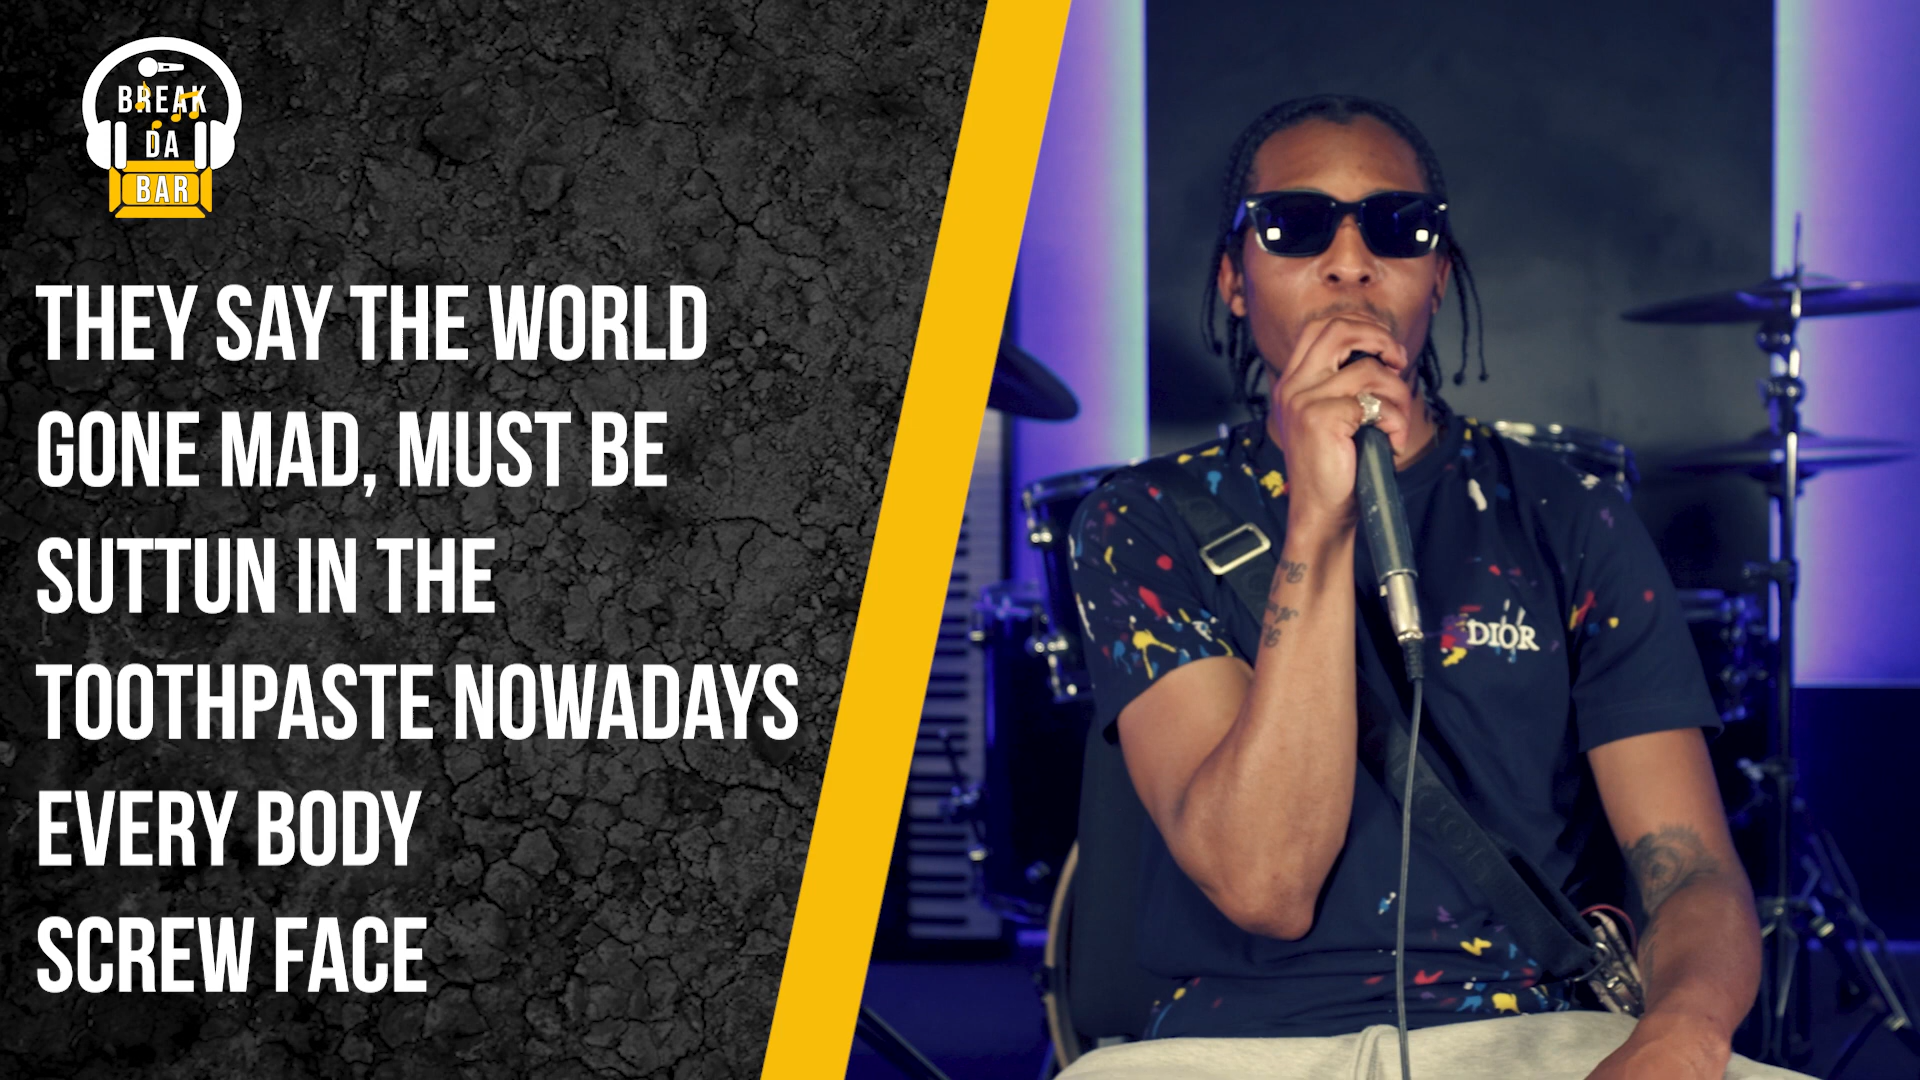 BREAK
DA
BAR
THEY SAY THE WORLD
GONE MAD, MUST BE
SUTTUN IN THE
TOOTHPASTE NOWADAYS
EVERY BODY
SCREW FACE
DIOR